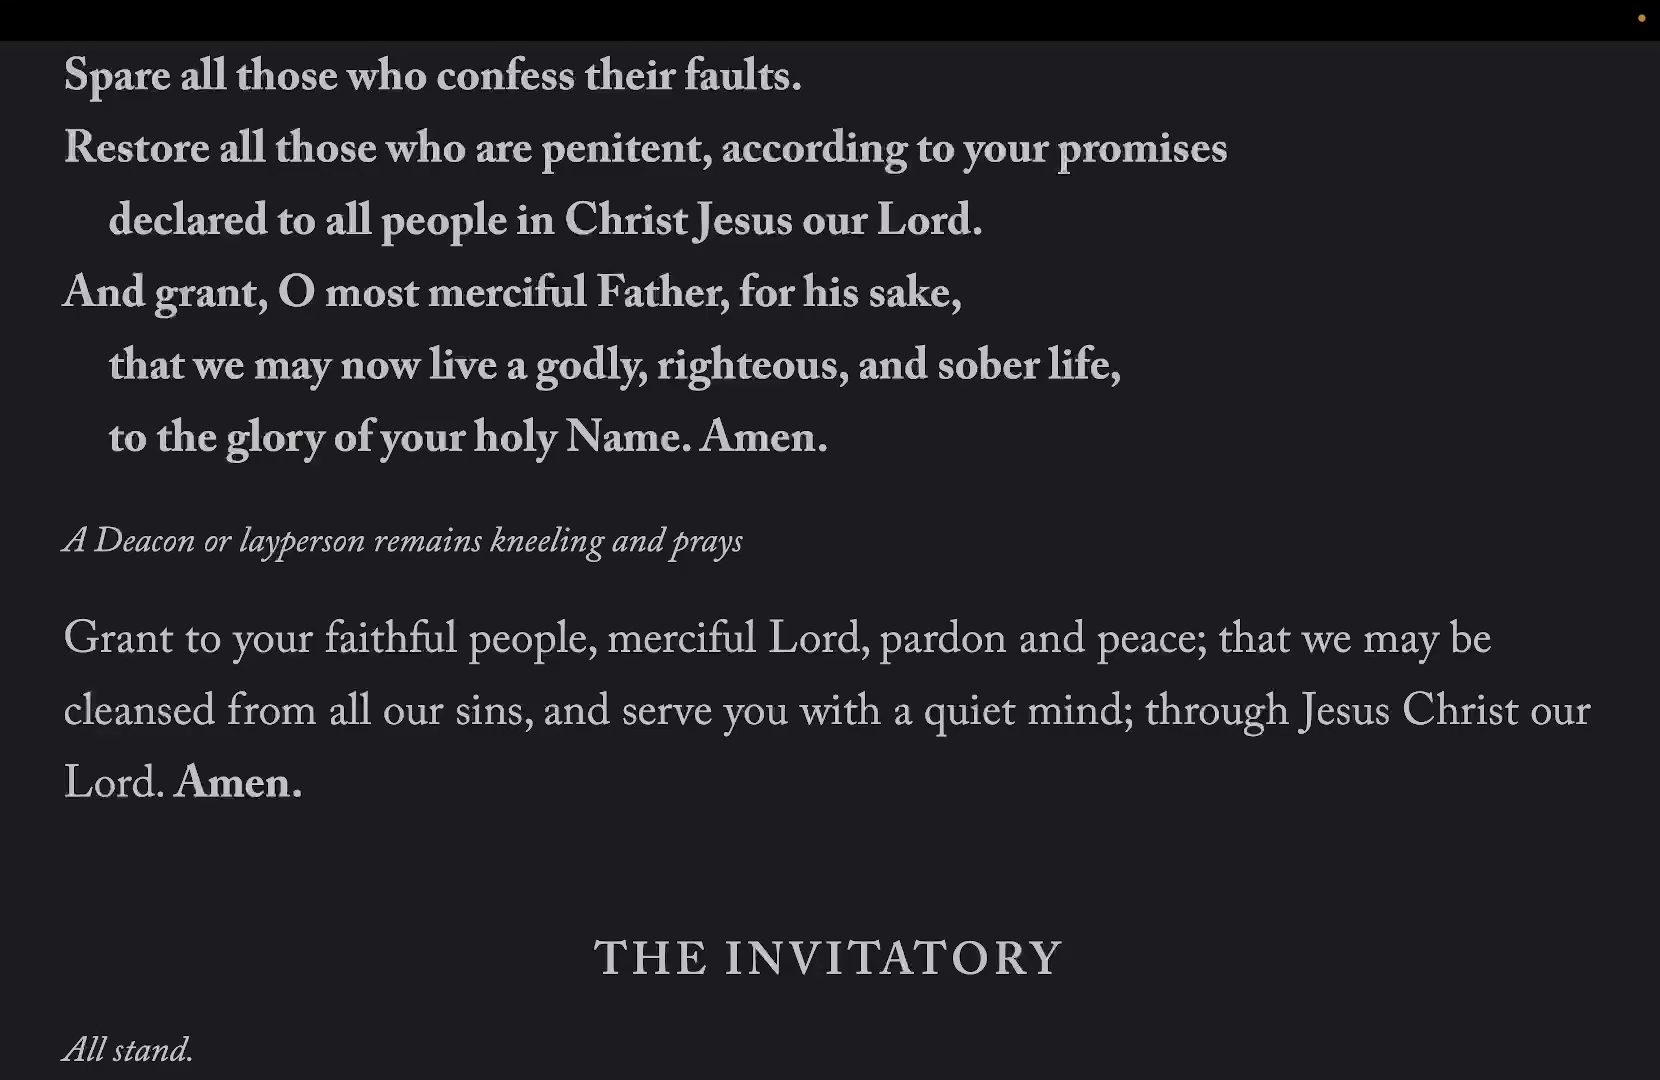 Spare all those who confess their faults.
Restore all those who are penitent, according to your promises
declared to all people in Christ Jesus our Lord.
And grant, O most merciful Father, for his sake,
that we may now live a godly, righteous, and sober life,
to the glory of your holy Name. Amen.
A Deacon or layperson remains kneeling and prays
Grant to your faithful people, merciful Lord, pardon and peace; that we may be
cleansed from all our sins, and serve you with a quiet mind; through Jesus Christ our
Lord. Amen.
THE INVITATORY
All stand.